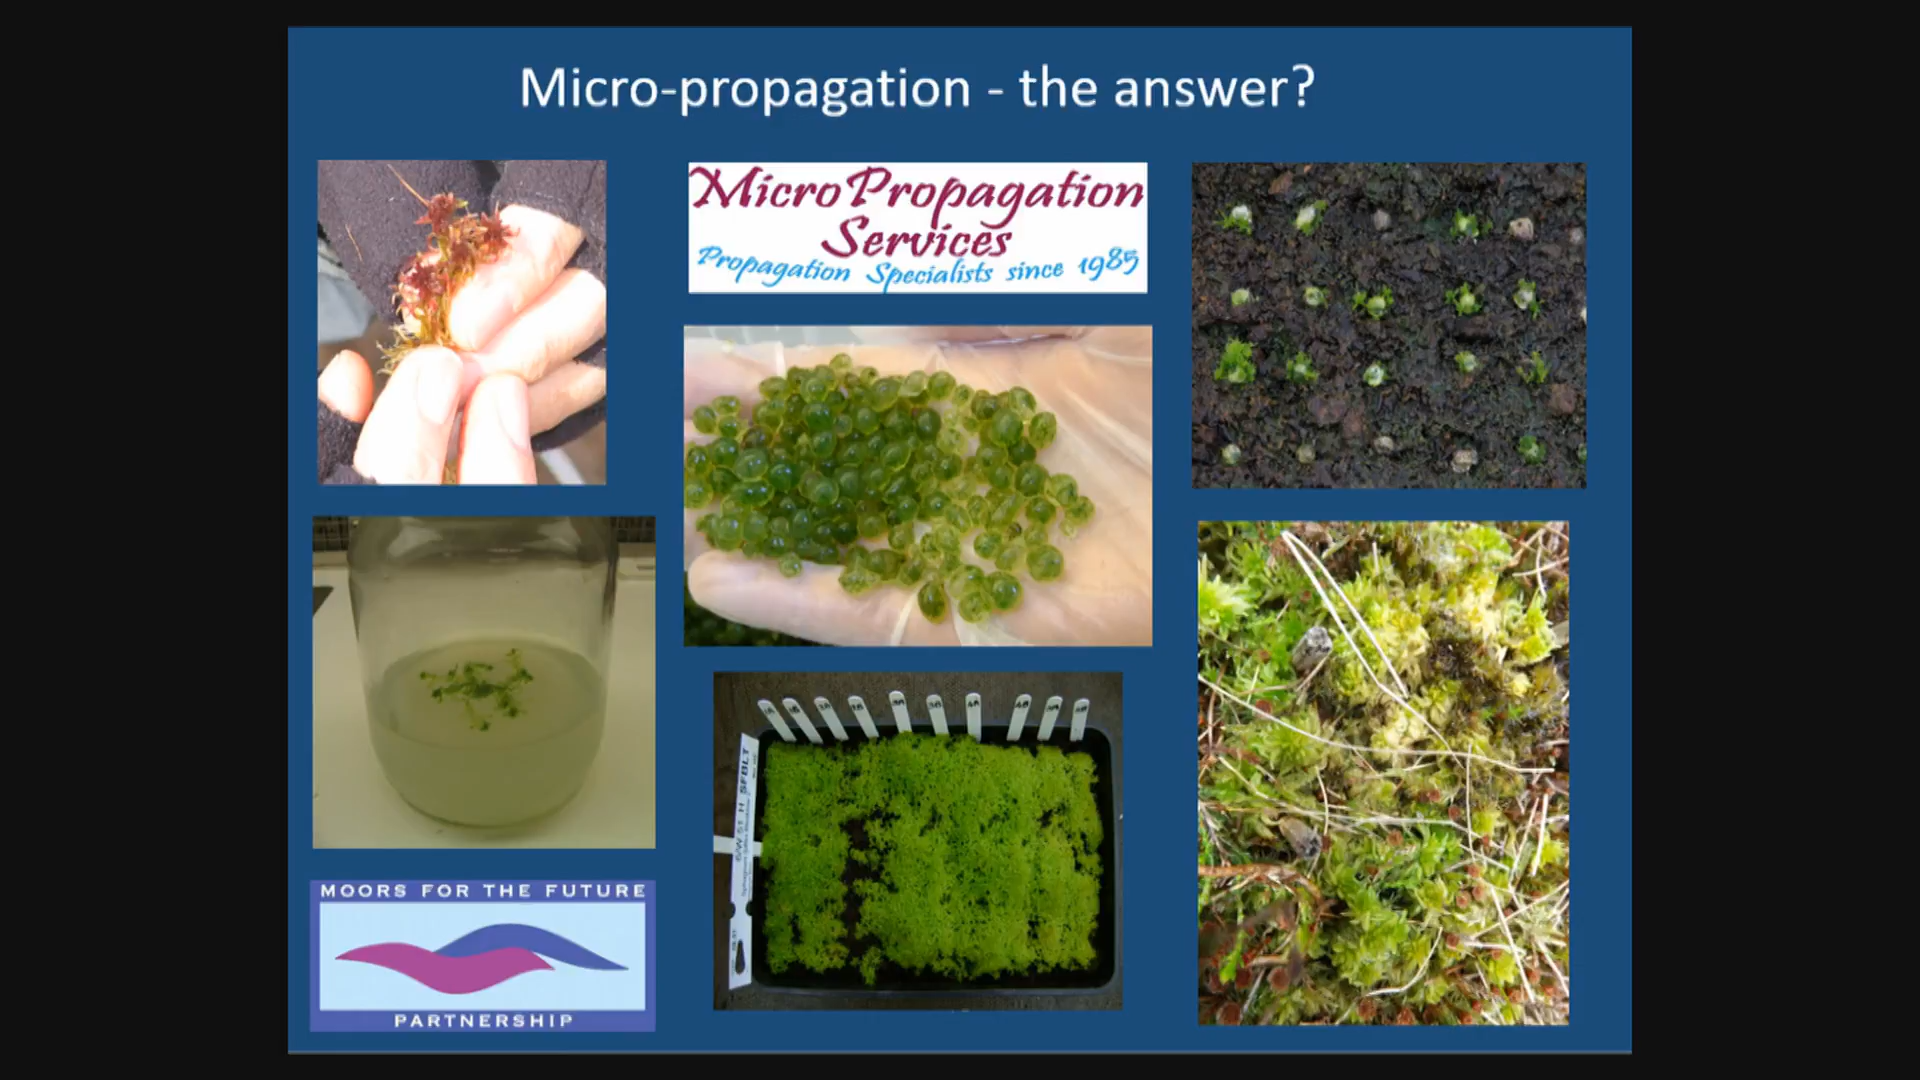 Micro-propagation - the answer?
MicroPropagation
Services
Propagation Specialists since 1985
MOORS FOR THE FUTURE
PARTNERSHIP